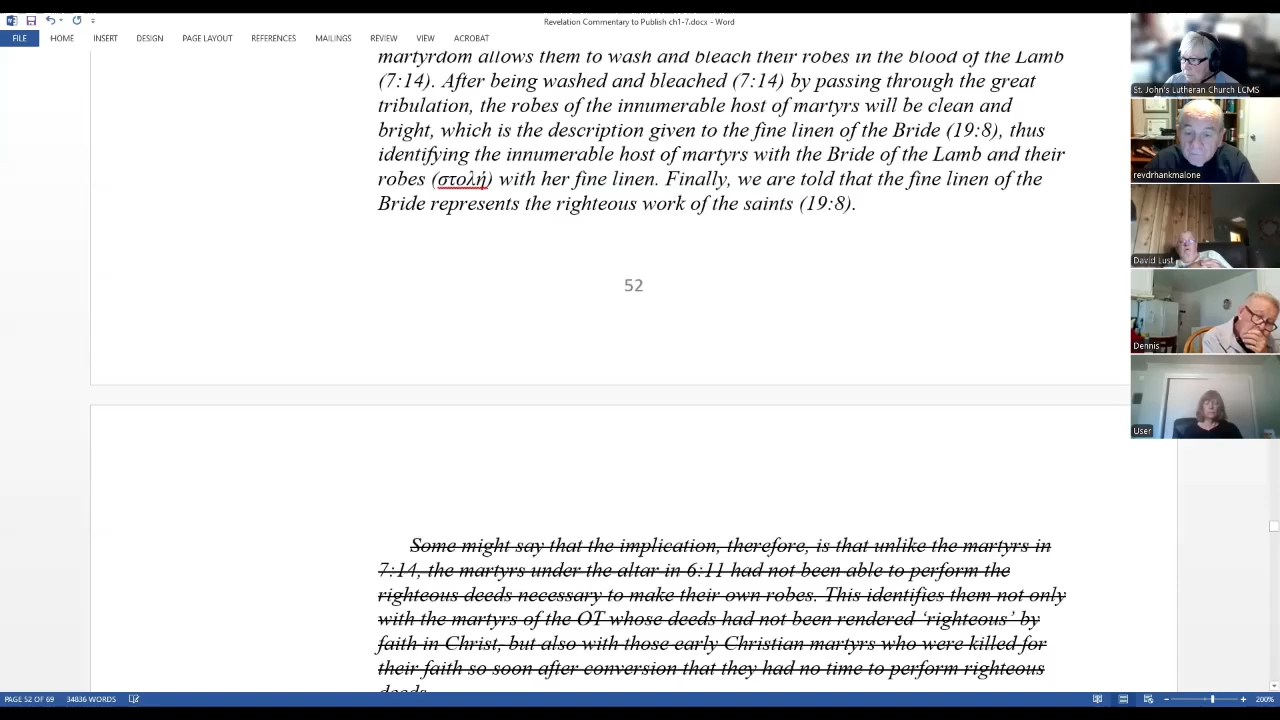 Revelation Commentary to Publish ch1-7.docx - Word
FILE HOME INSERT DESIGN PAGE LAYOUT REFERENCES MAILINGS REVIEW VIEW ACROBAT
martyrdom allows them to wash and bleach their robes in the blood of the Lamb
(7:14). After being washed and bleached (7:14) by passing through the great
tribulation, the robes of the innumerable host of martyrs will be clean and
bright, which is the description given to the fine linen of the Bride (19:8), thus
identifying the innumerable host of martyrs with the Bride of the Lamb and their
robes (στολή) with her fine linen. Finally, we are told that the fine linen of the
Bride represents the righteous work of the saints (19:8).
52
Some might say that the implication, therefore, is that unlike the martyrs in
7:14, the martyrs under the altar in 6:11 had not been able to perform the
righteous deeds necessary to make their own robes. This identifies them not only
with the martyrs of the OT whose deeds had not been rendered ‘righteous’ by
faith in Christ, but also with those early Christian martyrs who were killed for
their faith so soon after conversion that they had no time to perform righteous
deeds
St. John's Lutheran Church LCMS
revdrhankmalone
David Lust
Dennis
User
PAGE 52 OF 69 34836 WORDS
200%